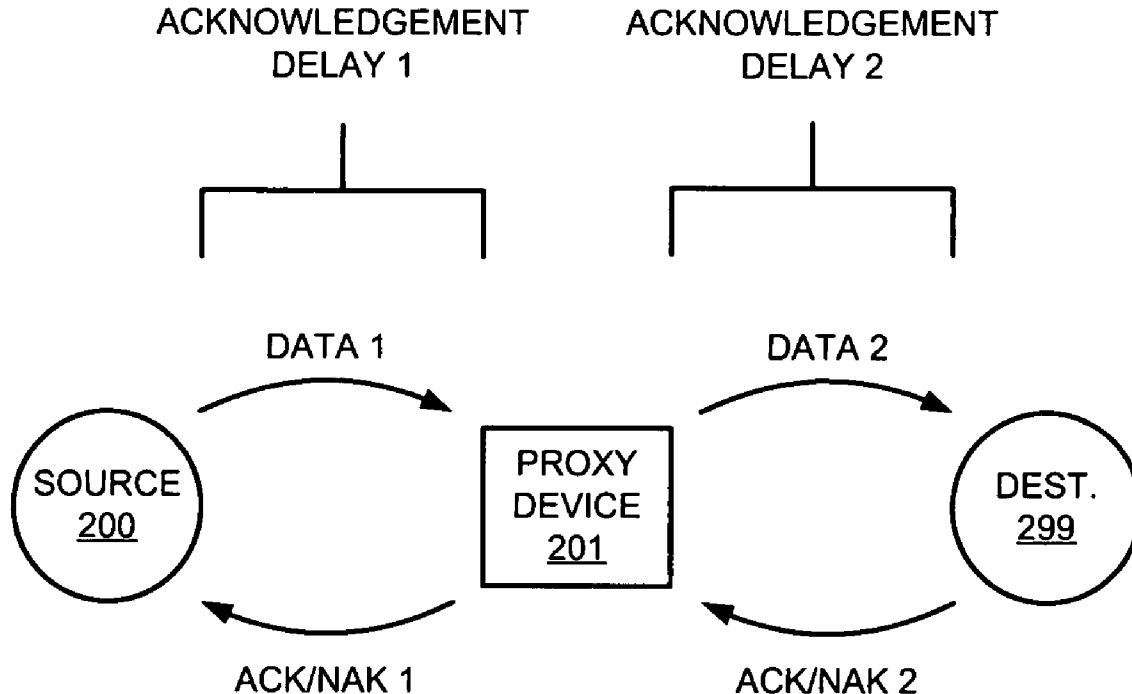 ACKNOWLEDGEMENT
DELAY 1
ACKNOWLEDGEMENT
DELAY 2
DATA 1
DATA 2
SOURCE
200
PROXY
DEVICE
201
DEST.
299
ACK/NAK 1
ACK/NAK 2